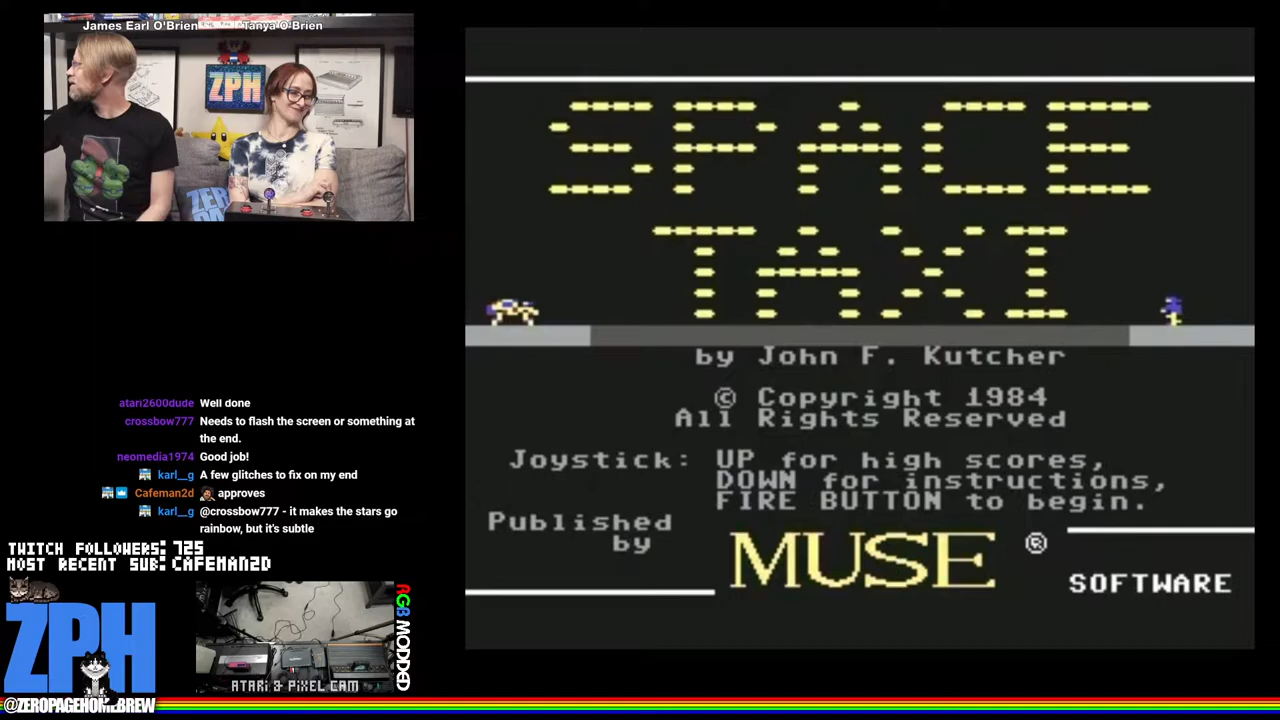 James Earl O'Brien
Tanya O'Brien
ZPH
ZERO
SPACE
TAXI
by John F. Kutcher
© Copyright 1984
All Rights Reserved
Joystick: UP for high scores,
DOWN for instructions,
FIRE BUTTON to begin.
Published
by
MUSE ®
SOFTWARE
atari2600dude Well done
crossbow777 Needs to flash the screen or something at
the end.
neomedia1974 Good job!
karl__g A few glitches to fix on my end
Cafeman2d approves
karl__g @crossbow777 - it makes the stars go
rainbow, but it's subtle
TWITCH FOLLOWERS: 725
MOST RECENT SUB: CAFEMAN2D
ZPH
@ZEROPAGEHOMEBREW
ATARI & PIXEL CAM
RGB MODDED